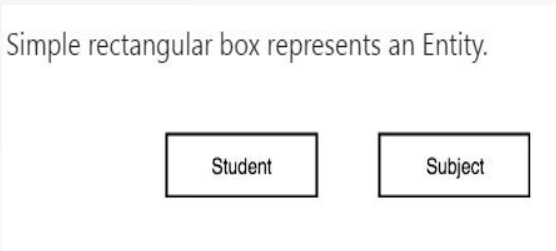 Simple rectangular box represents an Entity.
Student Subject